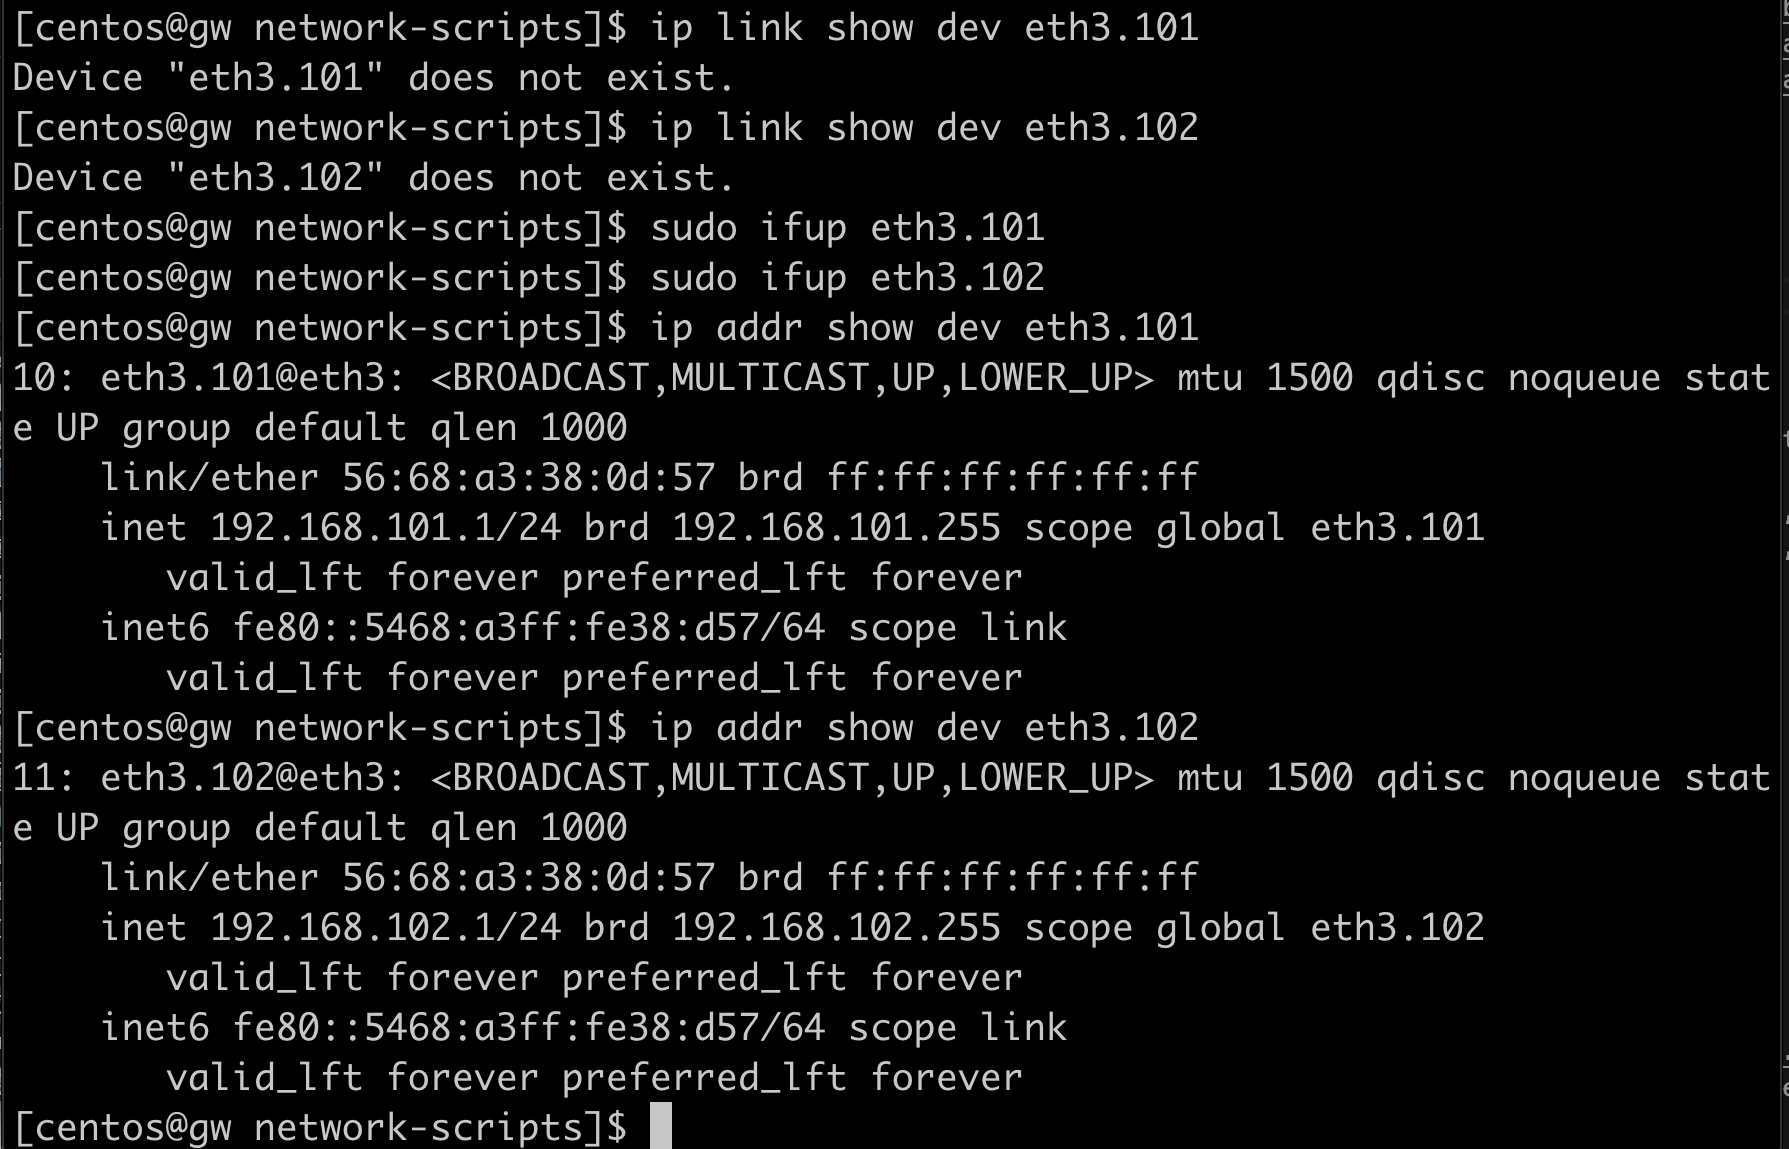 [centos@gw network-scripts]$ ip link show dev eth3.101
Device "eth3.101" does not exist.
[centos@gw network-scripts]$ ip link show dev eth3.102
Device "eth3.102" does not exist.
[centos@gw network-scripts]$ sudo ifup eth3.101
[centos@gw network-scripts]$ sudo ifup eth3.102
[centos@gw network-scripts]$ ip addr show dev eth3.101
10: eth3.101@eth3: <BROADCAST,MULTICAST,UP,LOWER_UP> mtu 1500 qdisc noqueue stat
e UP group default qlen 1000
    link/ether 56:68:a3:38:0d:57 brd ff:ff:ff:ff:ff:ff
    inet 192.168.101.1/24 brd 192.168.101.255 scope global eth3.101
       valid_lft forever preferred_lft forever
    inet6 fe80::5468:a3ff:fe38:d57/64 scope link
       valid_lft forever preferred_lft forever
[centos@gw network-scripts]$ ip addr show dev eth3.102
11: eth3.102@eth3: <BROADCAST,MULTICAST,UP,LOWER_UP> mtu 1500 qdisc noqueue stat
e UP group default qlen 1000
    link/ether 56:68:a3:38:0d:57 brd ff:ff:ff:ff:ff:ff
    inet 192.168.102.1/24 brd 192.168.102.255 scope global eth3.102
       valid_lft forever preferred_lft forever
    inet6 fe80::5468:a3ff:fe38:d57/64 scope link
       valid_lft forever preferred_lft forever
[centos@gw network-scripts]$